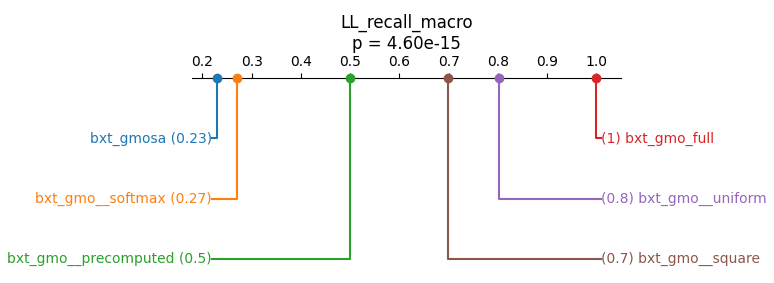 LL_recall_macro
p = 4.60e-15
0.2 0.3 0.4 0.5 0.6 0.7 0.8 0.9 1.0
bxt_gmosa (0.23) (1) bxt_gmo_full
bxt_gmo__softmax (0.27) (0.8) bxt_gmo__uniform
bxt_gmo__precomputed (0.5) (0.7) bxt_gmo__square